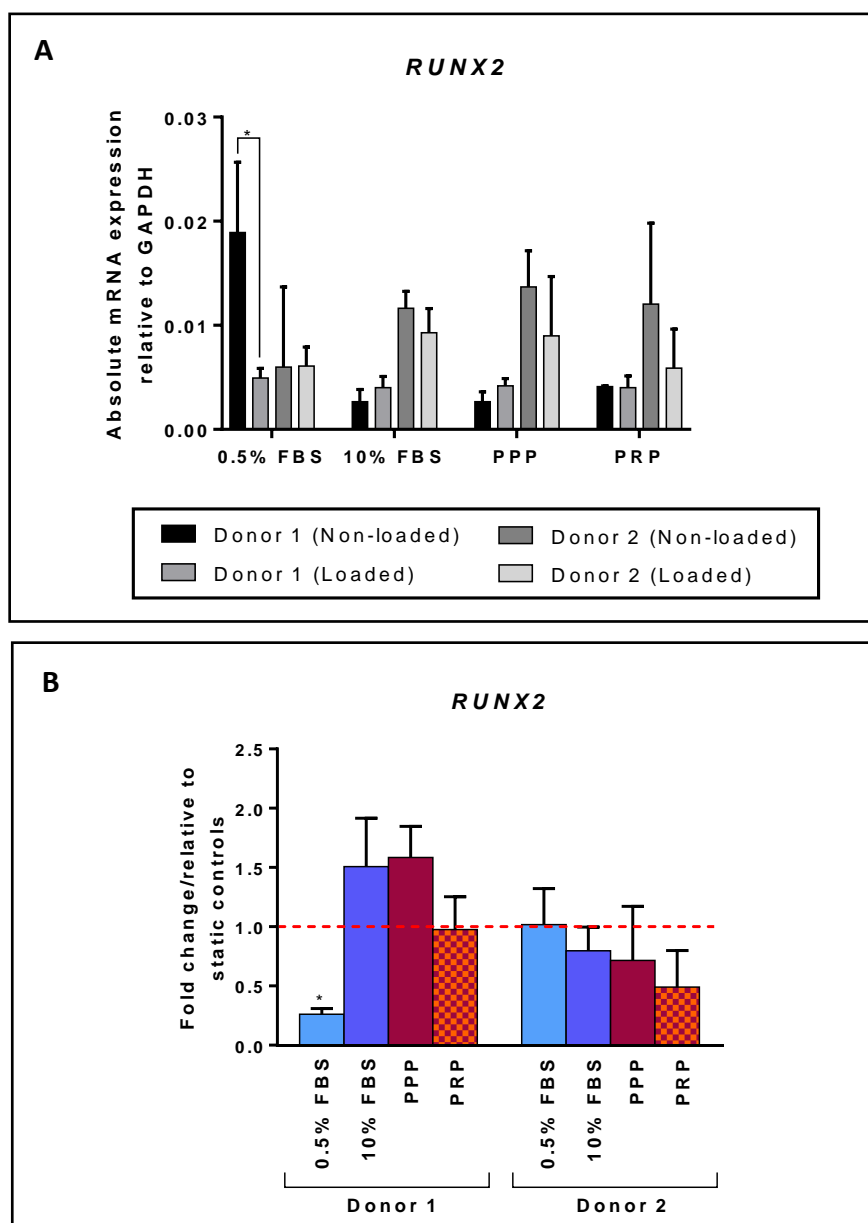 A
RUNX2
Absolute mRNA expression
relative to GAPDH
0.03
0.02
0.01
0.00
*
0.5% FBS 10% FBS PPP PRP
Donor 1 (Non-loaded) Donor 2 (Non-loaded)
Donor 1 (Loaded) Donor 2 (Loaded)
B
RUNX2
Fold change/relative to
static controls
2.5
2.0
1.5
1.0
0.5
0.0
*
0.5% FBS
10% FBS
PPP
PRP
0.5% FBS
10% FBS
PPP
PRP
Donor 1 Donor 2